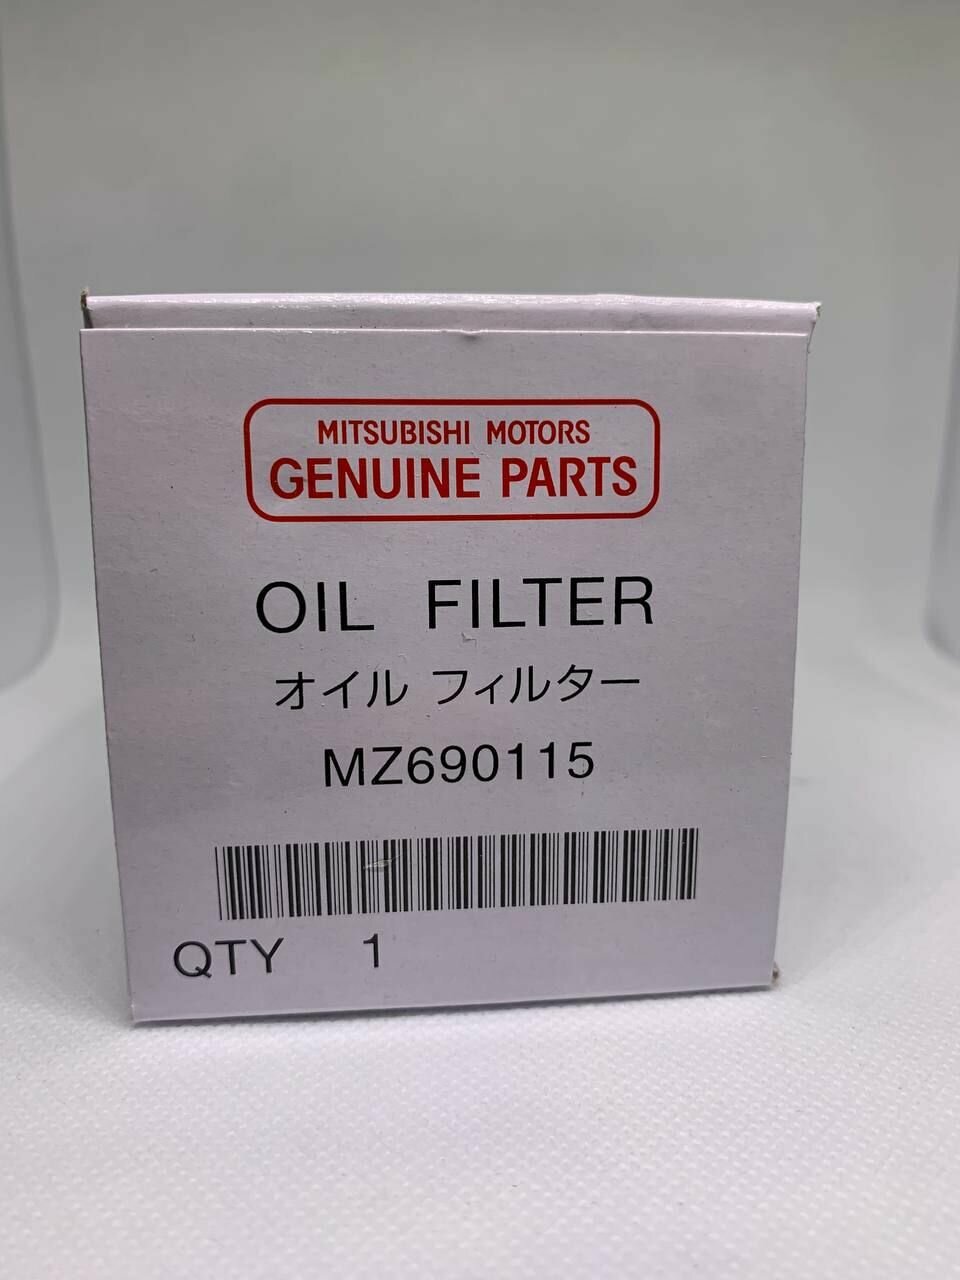 MITSUBISHI MOTORS
GENUINE PARTS
OIL FILTER
オイル フィルター
MZ690115
QTY 1